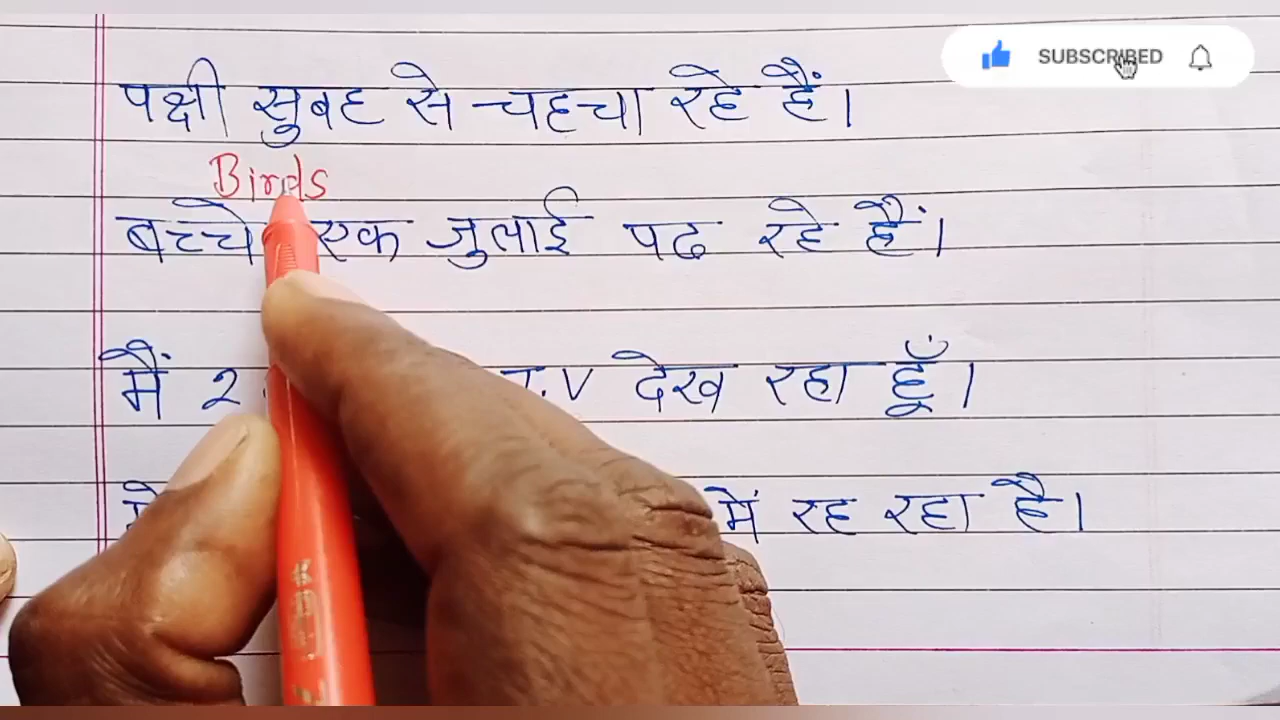 SUBSCRIBED
पक्षी सुबह से चहचा रहे हैं।
Birds
बच्चे एक जुलाई पढ रहे हैं।
मैं 2 T.V देख रहा हूँ।
में रह रहा है।